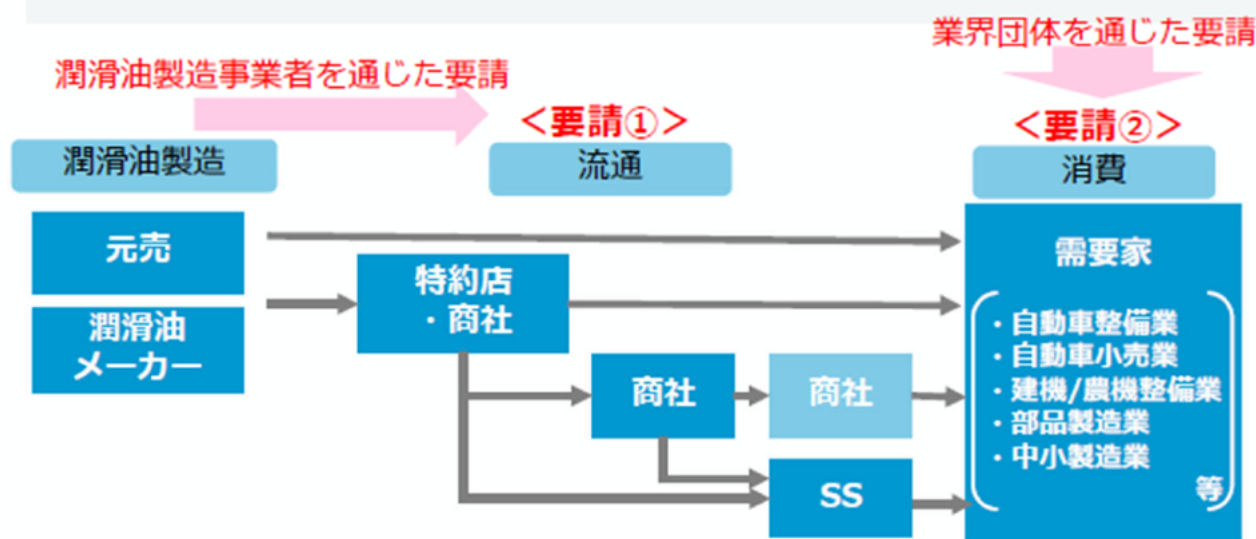 業界団体を通じた要請
潤滑油製造事業者を通じた要請
＜要請①＞
＜要請②＞
潤滑油製造
流通
消費
元売
潤滑油
メーカー
特約店
・商社
商社
商社
SS
需要家
・自動車整備業
・自動車小売業
・建機/農機整備業
・部品製造業
・中小製造業
等